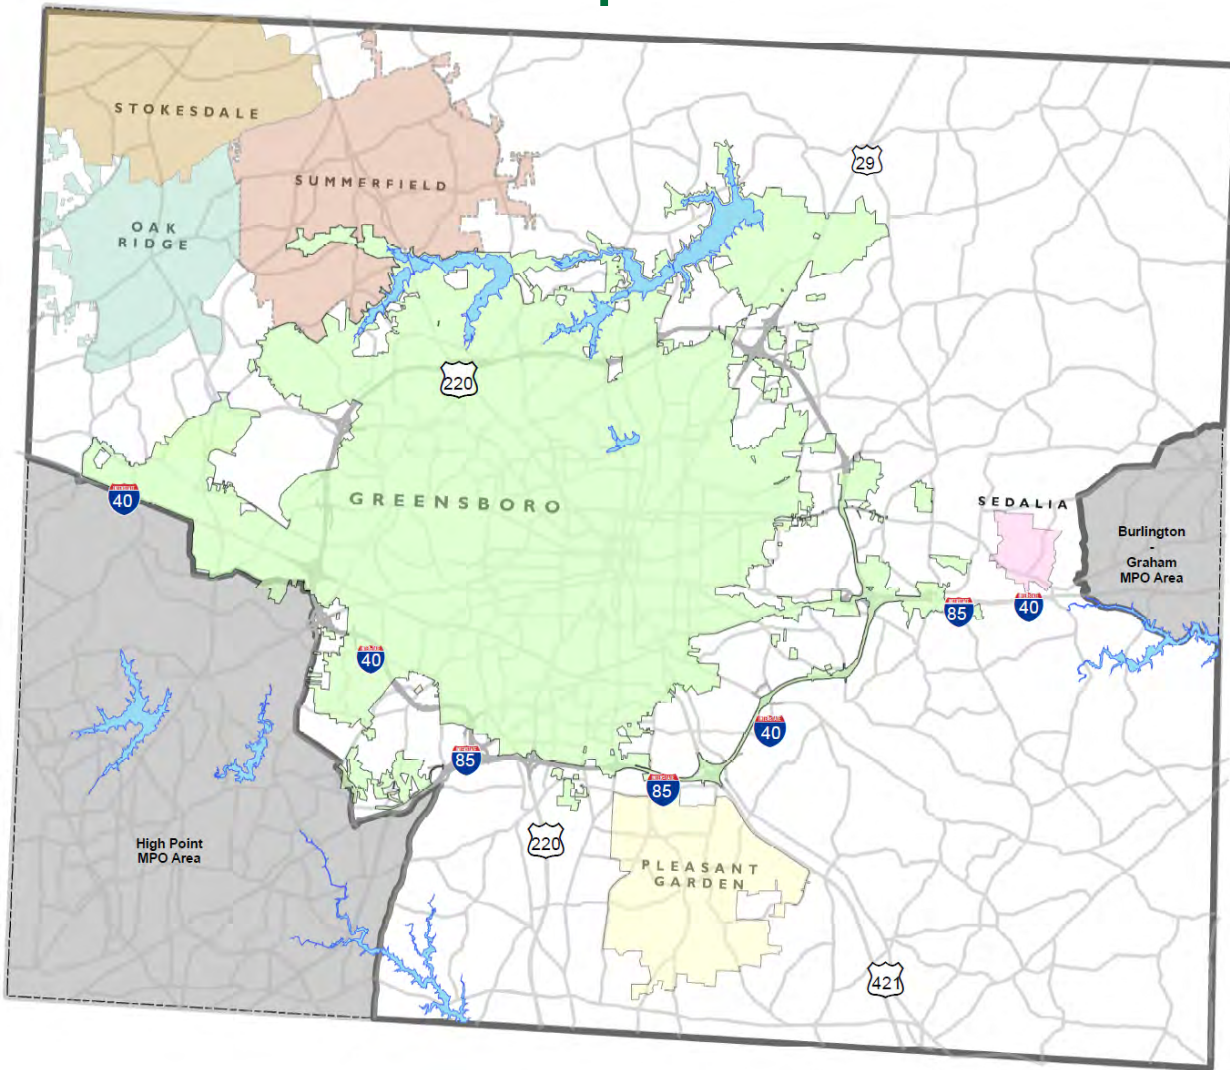 STOKESDALE
29
SUMMERFIELD
OAK
RIDGE
220
40
GREENSBORO
SEDALIA
Burlington
-
Graham
MPO Area
85
40
40
40
85
85
High Point
MPO Area
220
PLEASANT
GARDEN
421